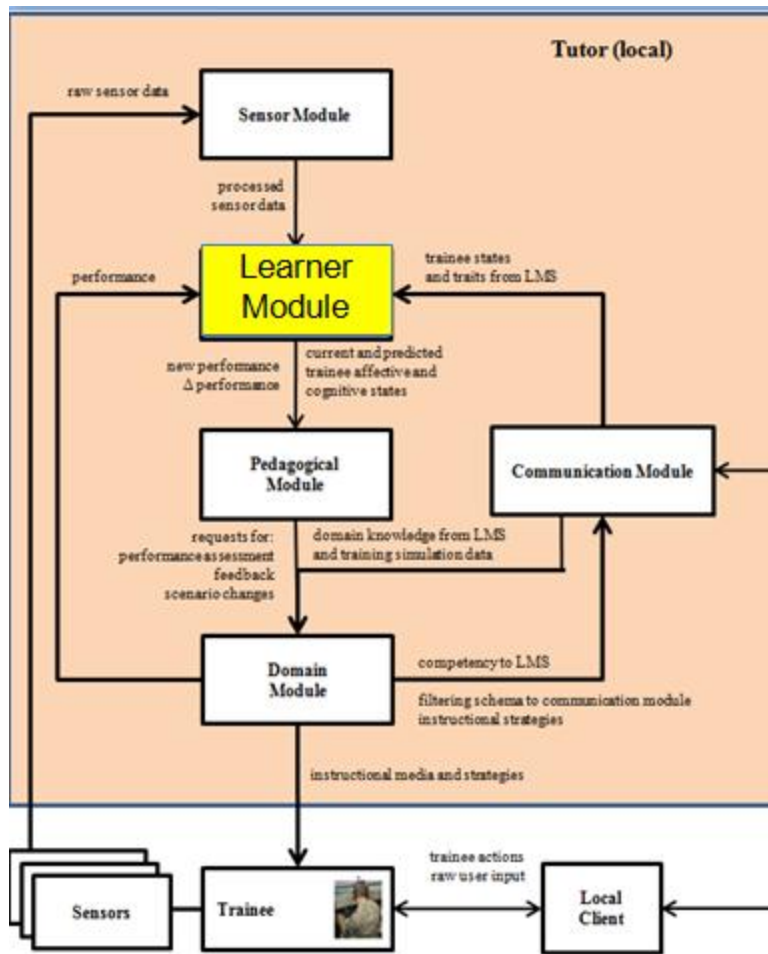 Tutor (local)
raw sensor data
Sensor Module
processed
sensor data
Learner
Module
performance
trainee states
and traits from LMS
new performance
Δ performance
current and predicted
trainee affective and
cognitive states
Pedagogical
Module
Communication Module
requests for:
performance assessment
feedback
scenario changes
domain knowledge from LMS
and training simulation data
Domain
Module
competency to LMS
filtering schema to communication module
instructional strategies
instructional media and strategies
Sensors
Trainee
trainee actions
raw user input
Local
Client